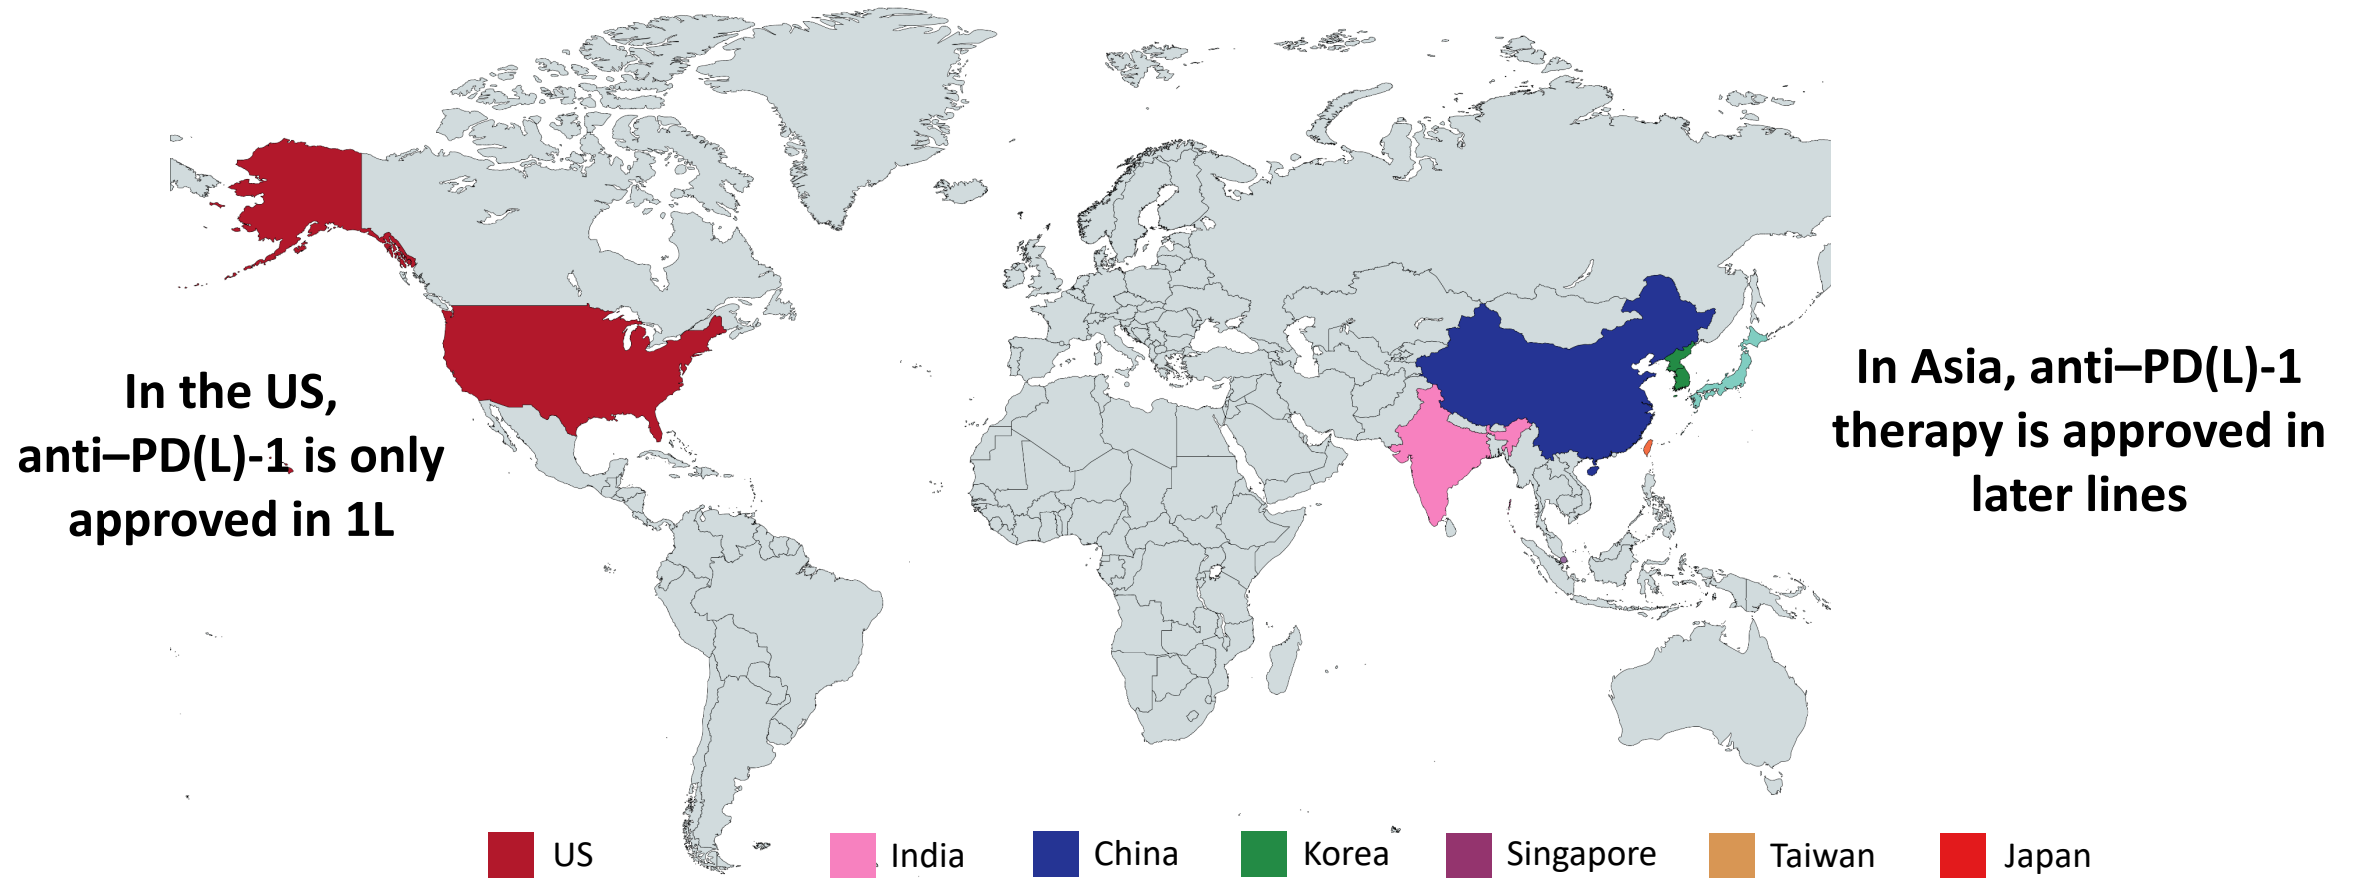 In the US,
anti–PD(L)-1 is only
approved in 1L
In Asia, anti–PD(L)-1
therapy is approved in
later lines
US
India
China
Korea
Singapore
Taiwan
Japan